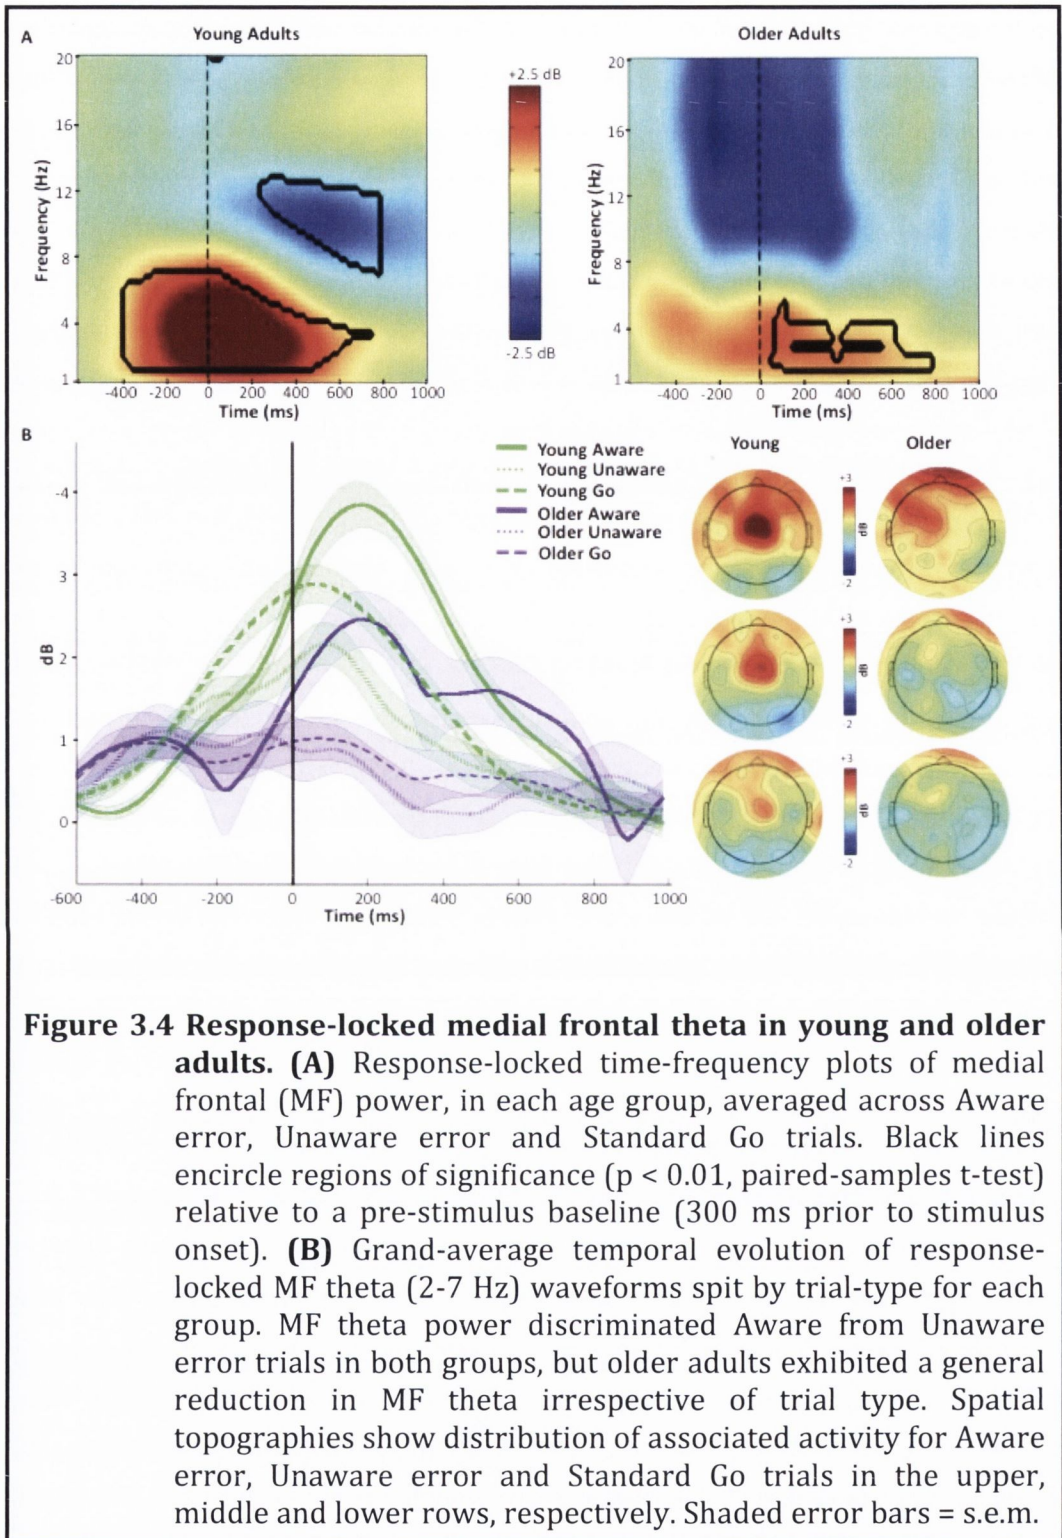 A
Young Adults
Older Adults
20
16
12
8
4
1
Frequency (Hz)
-400 -200 0 200 400 600 800 1000
Time (ms)
+2.5 dB
-2.5 dB
20
16
12
8
4
1
Frequency (Hz)
-400 -200 0 200 400 600 800 1000
Time (ms)
B
-4
3
2
1
0
dB
-600 -400 -200 0 200 400 600 800 1000
Time (ms)
Young Aware
Young Unaware
Young Go
Older Aware
Older Unaware
Older Go
Young
Older
+3
dB
-2
+3
dB
2
+3
dB
-2
Figure 3.4 Response-locked medial frontal theta in young and older
adults. (A) Response-locked time-frequency plots of medial
frontal (MF) power, in each age group, averaged across Aware
error, Unaware error and Standard Go trials. Black lines
encircle regions of significance (p < 0.01, paired-samples t-test)
relative to a pre-stimulus baseline (300 ms prior to stimulus
onset). (B) Grand-average temporal evolution of response-
locked MF theta (2-7 Hz) waveforms spit by trial-type for each
group. MF theta power discriminated Aware from Unaware
error trials in both groups, but older adults exhibited a general
reduction in MF theta irrespective of trial type. Spatial
topographies show distribution of associated activity for Aware
error, Unaware error and Standard Go trials in the upper,
middle and lower rows, respectively. Shaded error bars = s.e.m.